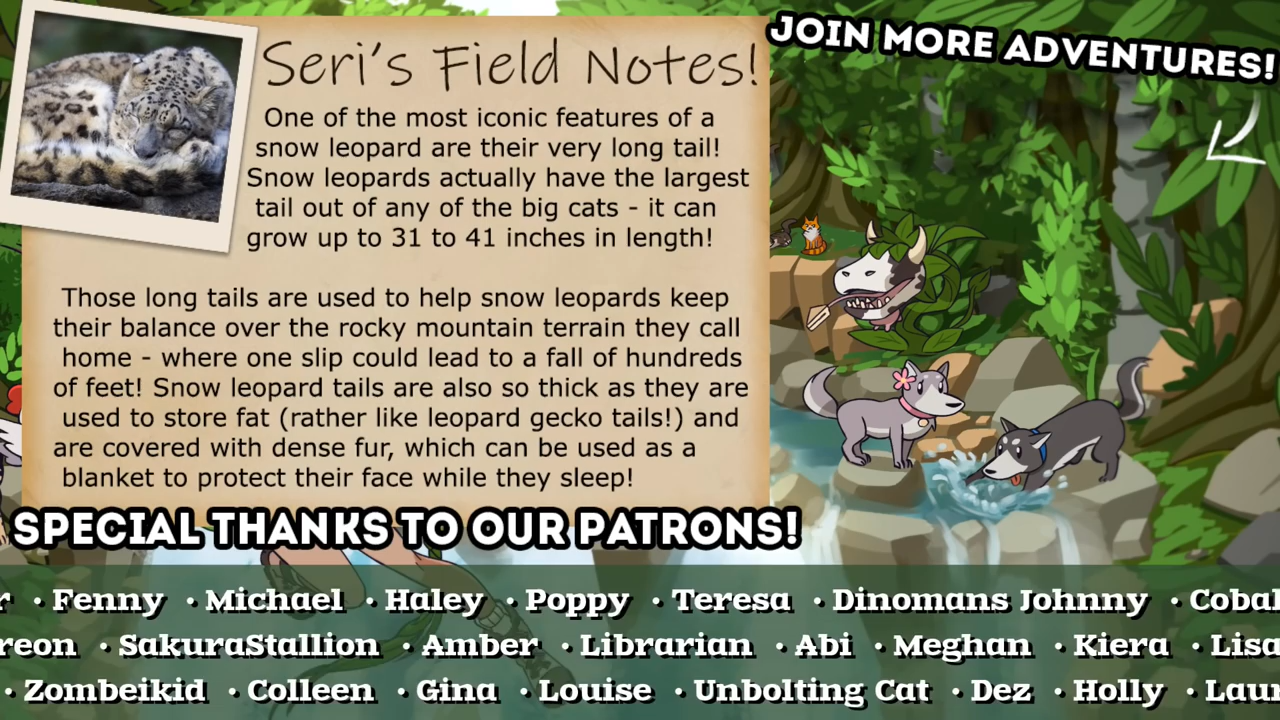 Seri's Field Notes!
One of the most iconic features of a
snow leopard are their very long tail!
Snow leopards actually have the largest
tail out of any of the big cats - it can
grow up to 31 to 41 inches in length!
Those long tails are used to help snow leopards keep
their balance over the rocky mountain terrain they call
home - where one slip could lead to a fall of hundreds
of feet! Snow leopard tails are also so thick as they are
used to store fat (rather like leopard gecko tails!) and
are covered with dense fur, which can be used as a
blanket to protect their face while they sleep!
JOIN MORE ADVENTURES!
SPECIAL THANKS TO OUR PATRONS!
· Fenny · Michael · Haley · Poppy · Teresa · Dinomans Johnny ·
· SakuraStallion · Amber · Librarian · Abi · Meghan · Kiera · Lisa
· Zombeikid · Colleen · Gina · Louise · Unbolting Cat · Dez · Holly ·